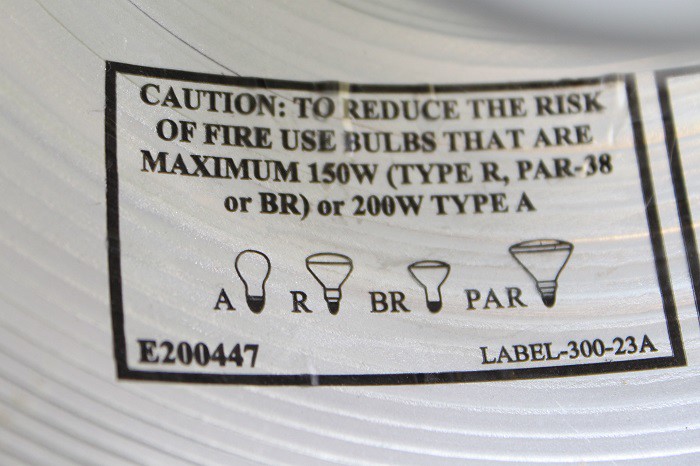 CAUTION: TO REDUCE THE RISK
OF FIRE USE BULBS THAT ARE
MAXIMUM 150W (TYPE R, PAR-38
or BR) or 200W TYPE A
A R BR PAR
E200447 LABEL-300-23A